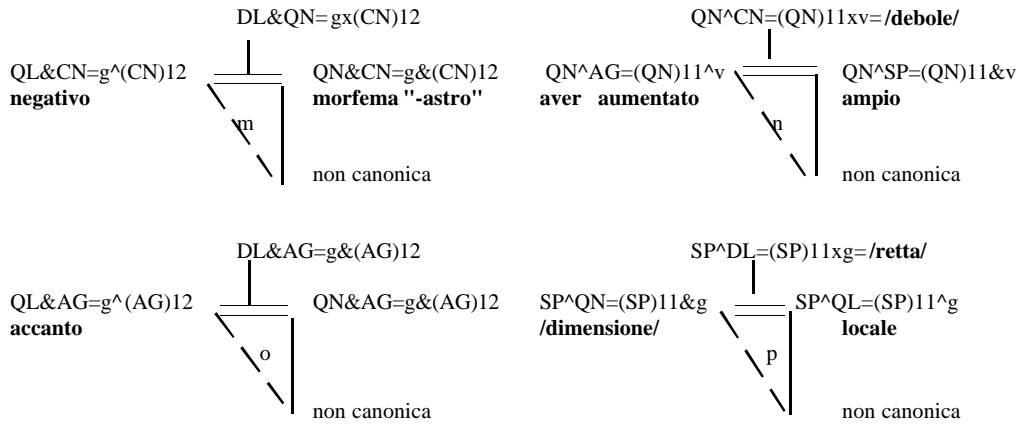 DL&QN= gx(CN)12
QN^CN=(QN)11xv= /debole/
QL&CN=g^(CN)12
QN&CN=g&(CN)12
QN^AG=(QN)11^v
QN^SP=(QN)11&v
negativo
morfema "-astro"
aver aumentato
ampio
m
n
non canonica
non canonica
DL&AG=g&(AG)12
SP^DL=(SP)11xg= /retta/
QL&AG=g^ (AG)12
QN&AG=g&(AG)12
SP^QN=(SP)11&g
SP^QL=(SP)11^g
accanto
/dimensione/
locale
o
p
non canonica
non canonica